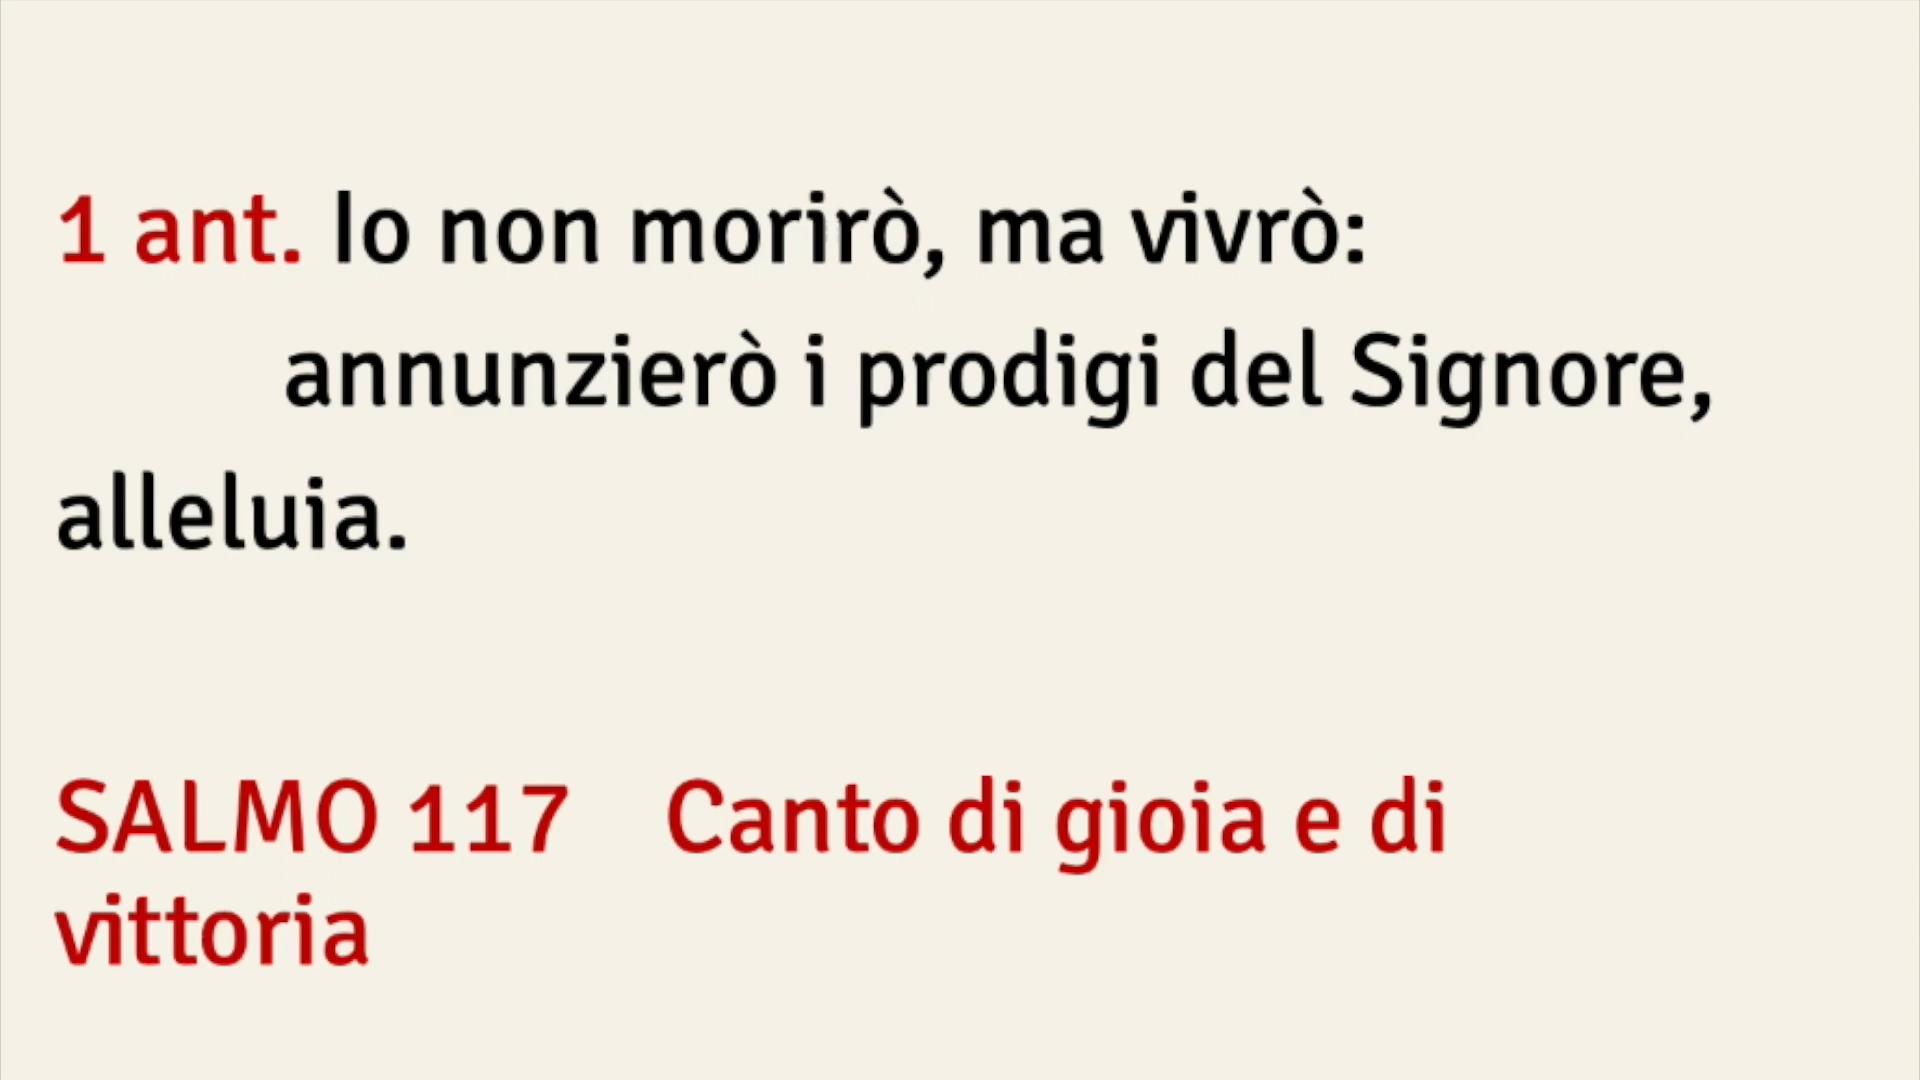 1 ant. Io non morirò, ma vivrò:
annunzierò i prodigi del Signore,
alleluia.
SALMO 117 Canto di gioia e di
vittoria